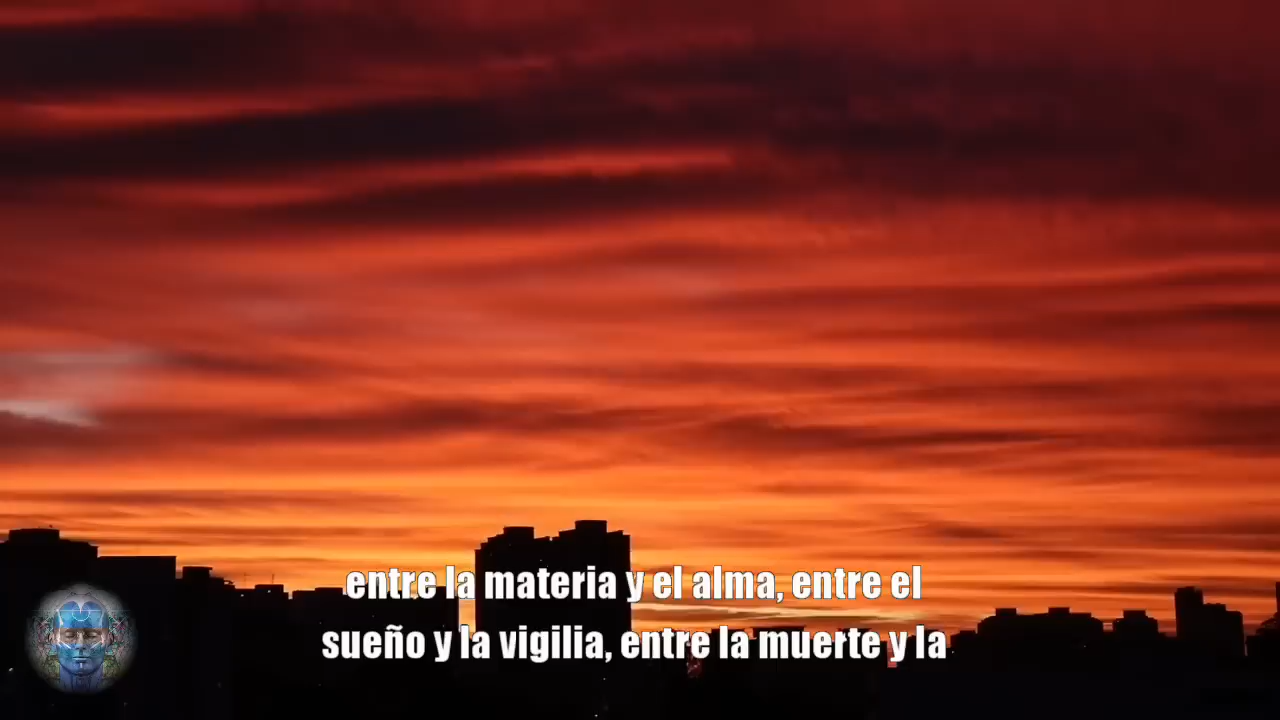 entre la materia y el alma, entre el
sueño y la vigilia, entre la muerte y la